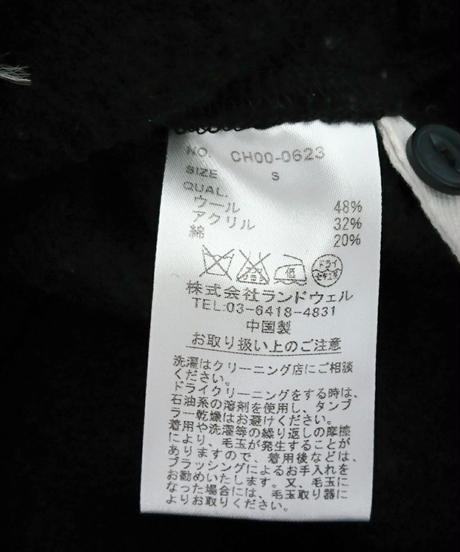 NO. CH00-0623
SIZE S
QUAL.
ウール 48%
アクリル 32%
綿 20%
ドライ
セキユ系
株式会社ランドウェル
TEL:03-6418-4831
中国製
お取り扱い上のご注意
洗濯はクリーニング店にご相談
ください。
ドライクリーニングをする時は、
石油系の溶剤を使用し、タンブ
ラー乾燥はお避けください。
着用や洗濯等の繰り返しの摩擦
により、毛玉が発生することが
ありますので、着用後などは、
ブラッシングによるお手入れを
お勧めいたします。又、毛玉に
なった場合には、毛玉取り器に
よりお取りください。